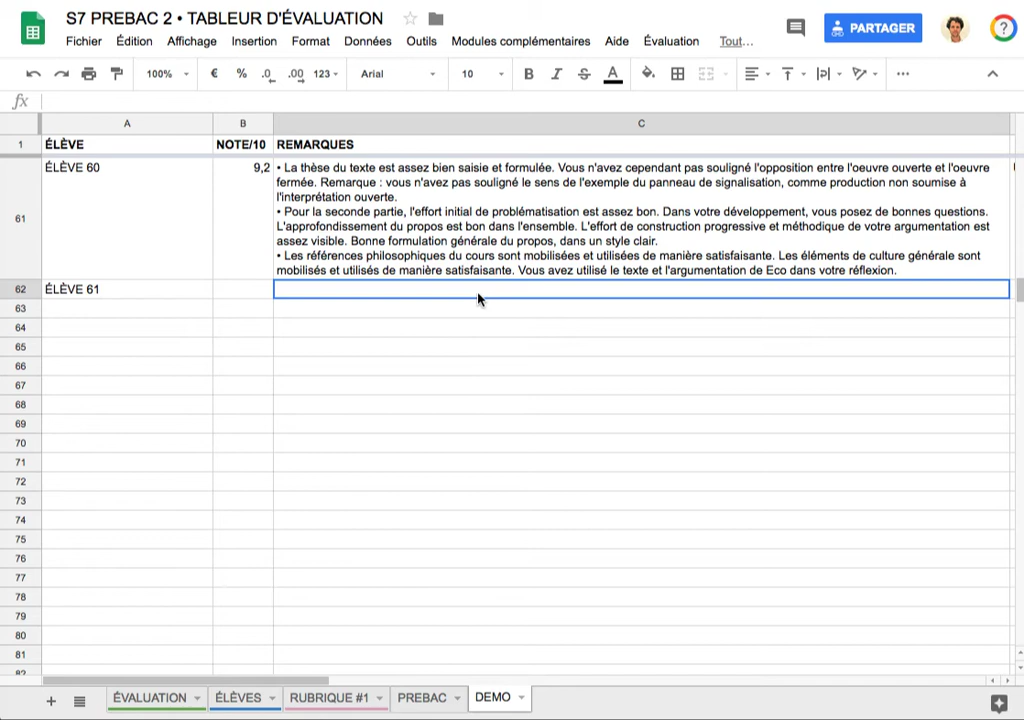 S7 PREBAC 2 • TABLEUR D'ÉVALUATION
Fichier Édition Affichage Insertion Format Données Outils Modules complémentaires Aide Évaluation Tout…
PARTAGER
100% € % .0 .00 123 Arial 10 B I S A
fx
A B C
1 ÉLÈVE NOTE/10 REMARQUES
61 ÉLÈVE 60 9,2 • La thèse du texte est assez bien saisie et formulée. Vous n'avez cependant pas souligné l'opposition entre l'oeuvre ouverte et l'oeuvre
fermée. Remarque : vous n'avez pas souligné le sens de l'exemple du panneau de signalisation, comme production non soumise à
l'interprétation ouverte.
• Pour la seconde partie, l'effort initial de problématisation est assez bon. Dans votre développement, vous posez de bonnes questions.
L'approfondissement du propos est bon dans l'ensemble. L'effort de construction progressive et méthodique de votre argumentation est
assez visible. Bonne formulation générale du propos, dans un style clair.
• Les références philosophiques du cours sont mobilisées et utilisées de manière satisfaisante. Les éléments de culture générale sont
mobilisés et utilisés de manière satisfaisante. Vous avez utilisé le texte et l'argumentation de Eco dans votre réflexion.
62 ÉLÈVE 61
63
64
65
66
67
68
69
70
71
72
73
74
75
76
77
78
79
80
81
82
ÉVALUATION ÉLÈVES RUBRIQUE #1 PREBAC DEMO